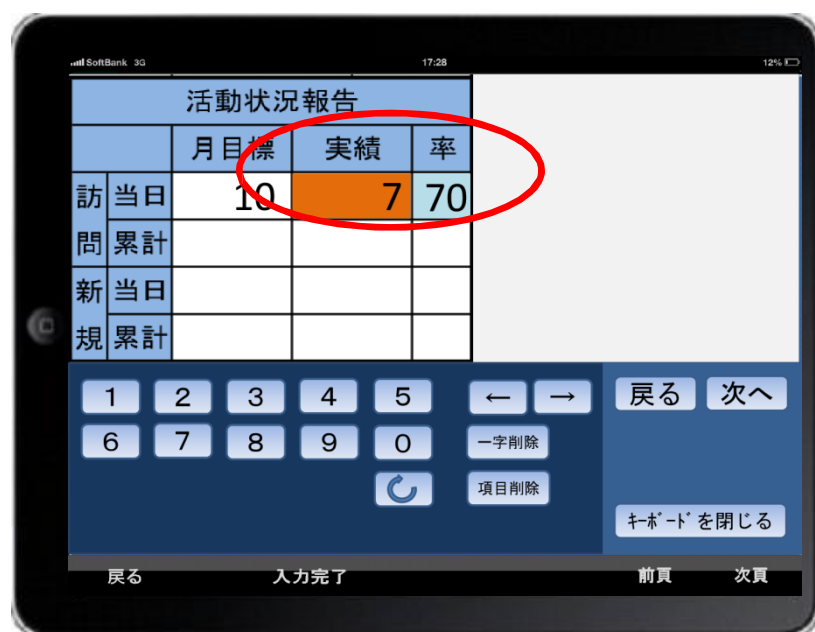 SoftBank 3G 17:28 12%
活動状況報告
月目標 実績 率
訪問 当日 10 7 70
累計
新規 当日
累計
1 2 3 4 5 ← → 戻る 次へ
6 7 8 9 0 一字削除
項目削除
ｷｰﾎﾞｰﾄﾞを閉じる
戻る 入力完了 前頁 次頁